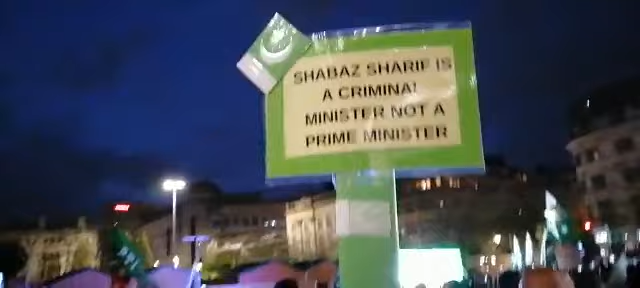 SHABAZ SHARIF IS
A CRIMINAL
MINISTER NOT A
PRIME MINISTER